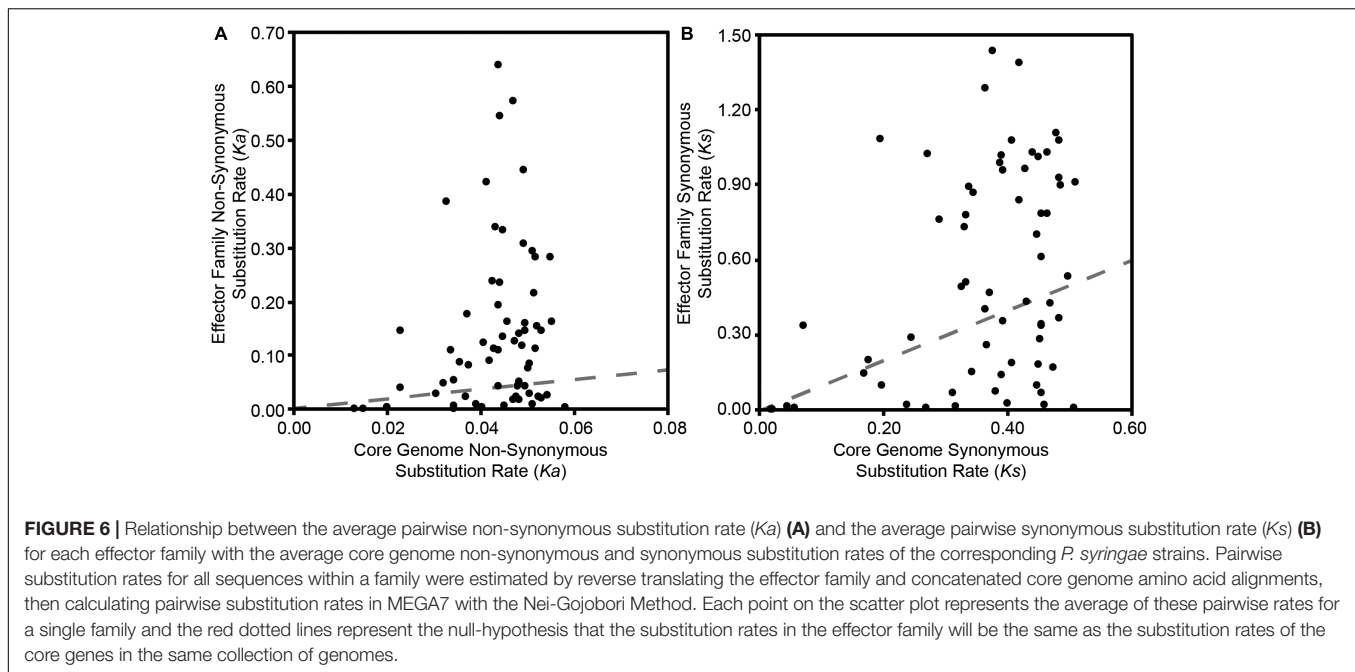 A
0.70
0.60
0.50
0.40
0.30
0.20
0.10
0.00
0.00
0.02
0.04
0.06
0.08
Effector Family Non-Synonymous
Substitution Rate (Ka)
Core Genome Non-Synonymous
Substitution Rate (Ka)
B
1.50
1.20
0.90
0.60
0.30
0.00
0.00
0.20
0.40
0.60
Effector Family Synonymous
Substitution Rate (Ks)
Core Genome Synonymous
Substitution Rate (Ks)
FIGURE 6 | Relationship between the average pairwise non-synonymous substitution rate (Ka) (A) and the average pairwise synonymous substitution rate (Ks) (B)
for each effector family with the average core genome non-synonymous and synonymous substitution rates of the corresponding P. syringae strains. Pairwise
substitution rates for all sequences within a family were estimated by reverse translating the effector family and concatenated core genome amino acid alignments,
then calculating pairwise substitution rates in MEGA7 with the Nei-Gojobori Method. Each point on the scatter plot represents the average of these pairwise rates for
a single family and the red dotted lines represent the null-hypothesis that the substitution rates in the effector family will be the same as the substitution rates of the
core genes in the same collection of genomes.